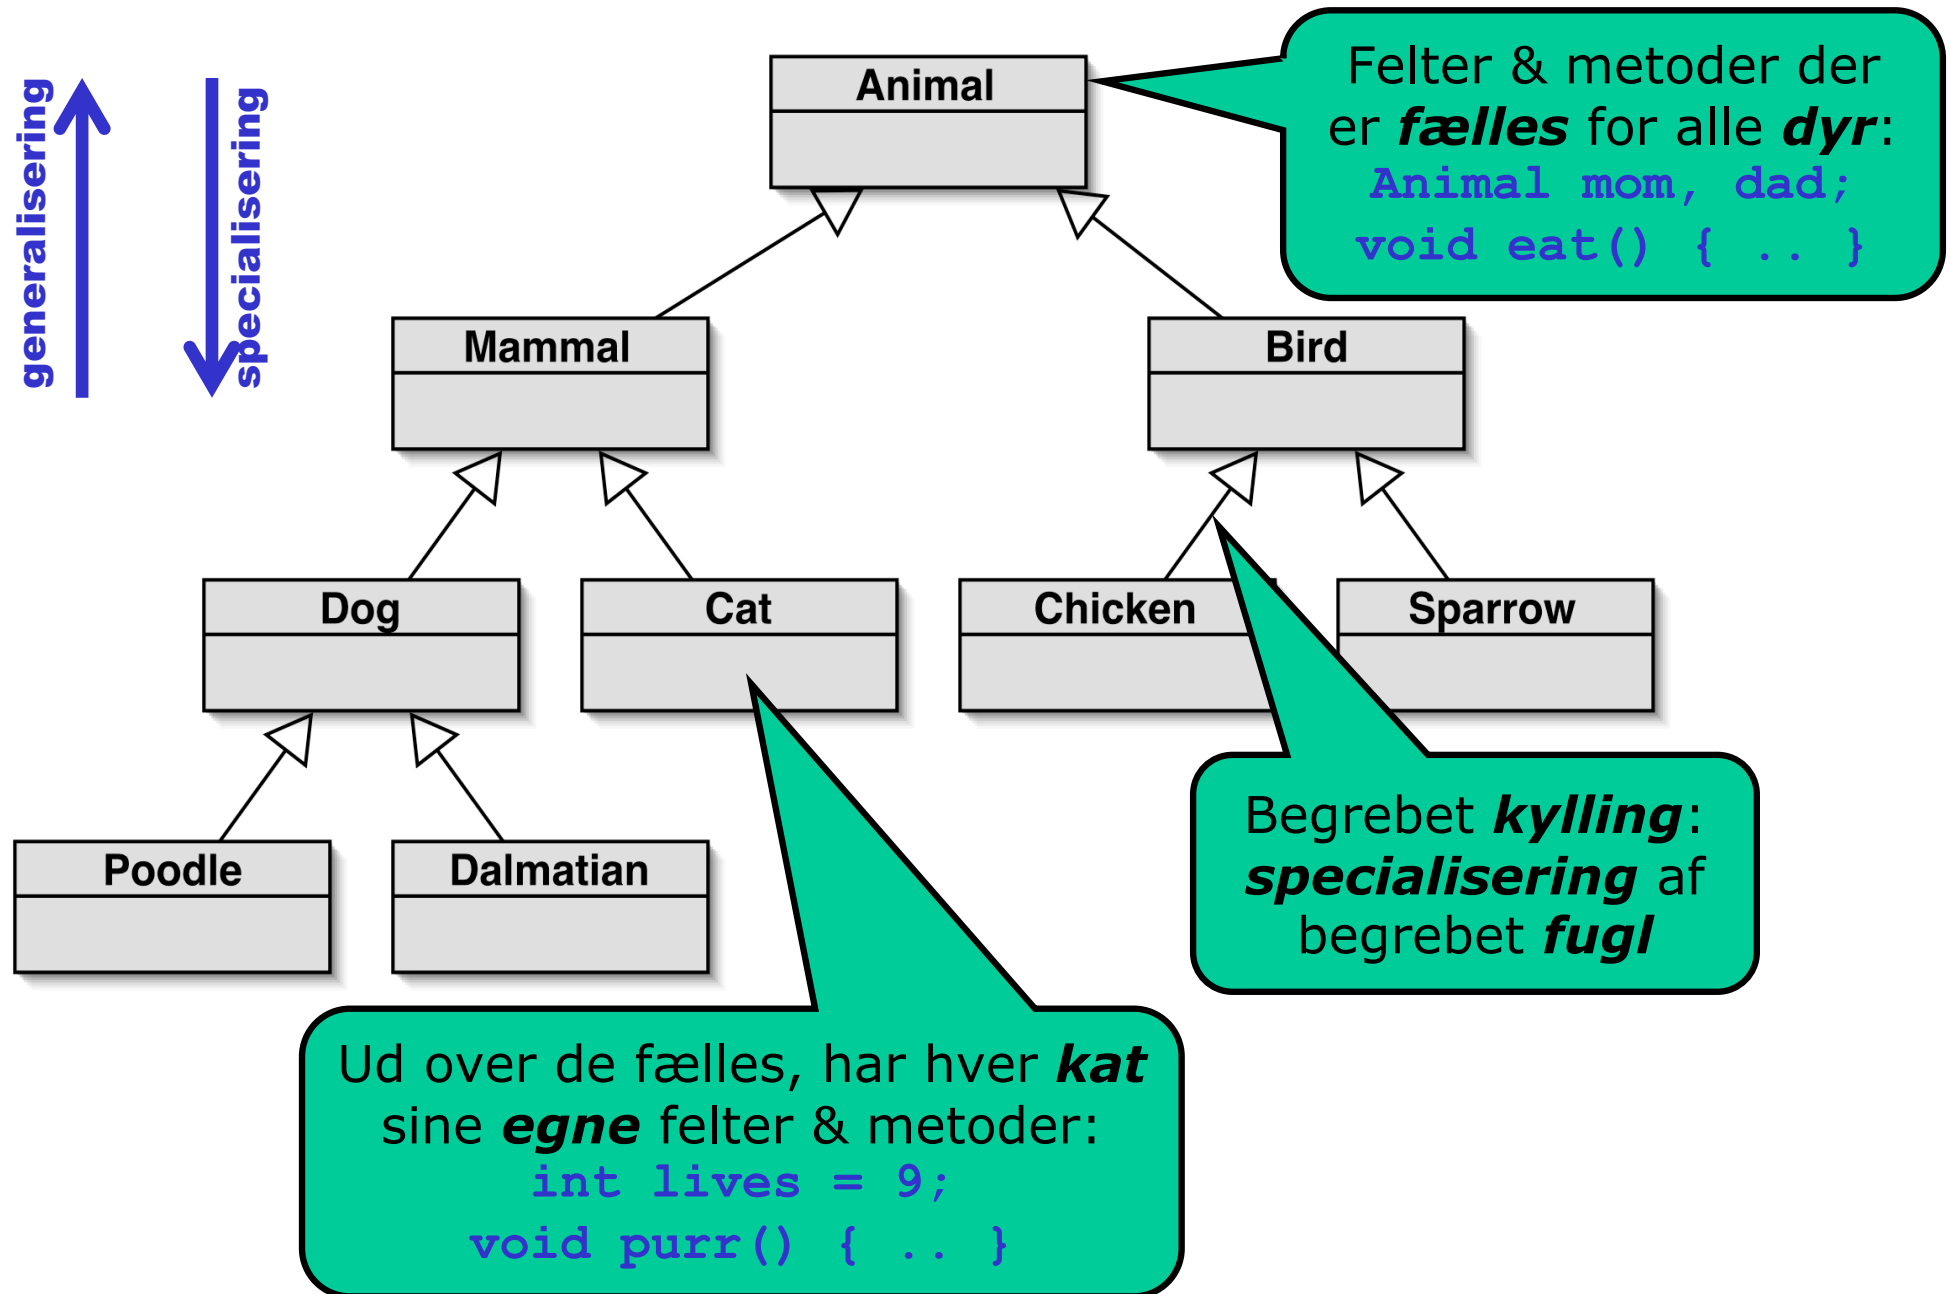 generalisering
specialisering
Animal
Felter & metoder der
er fælles for alle dyr:
Animal mom, dad;
void eat() { .. }
Mammal
Bird
Dog
Cat
Chicken
Sparrow
Poodle
Dalmatian
Begrebet kylling:
specialisering af
begrebet fugl
Ud over de fælles, har hver kat
sine egne felter & metoder:
int lives = 9;
void purr() { .. }